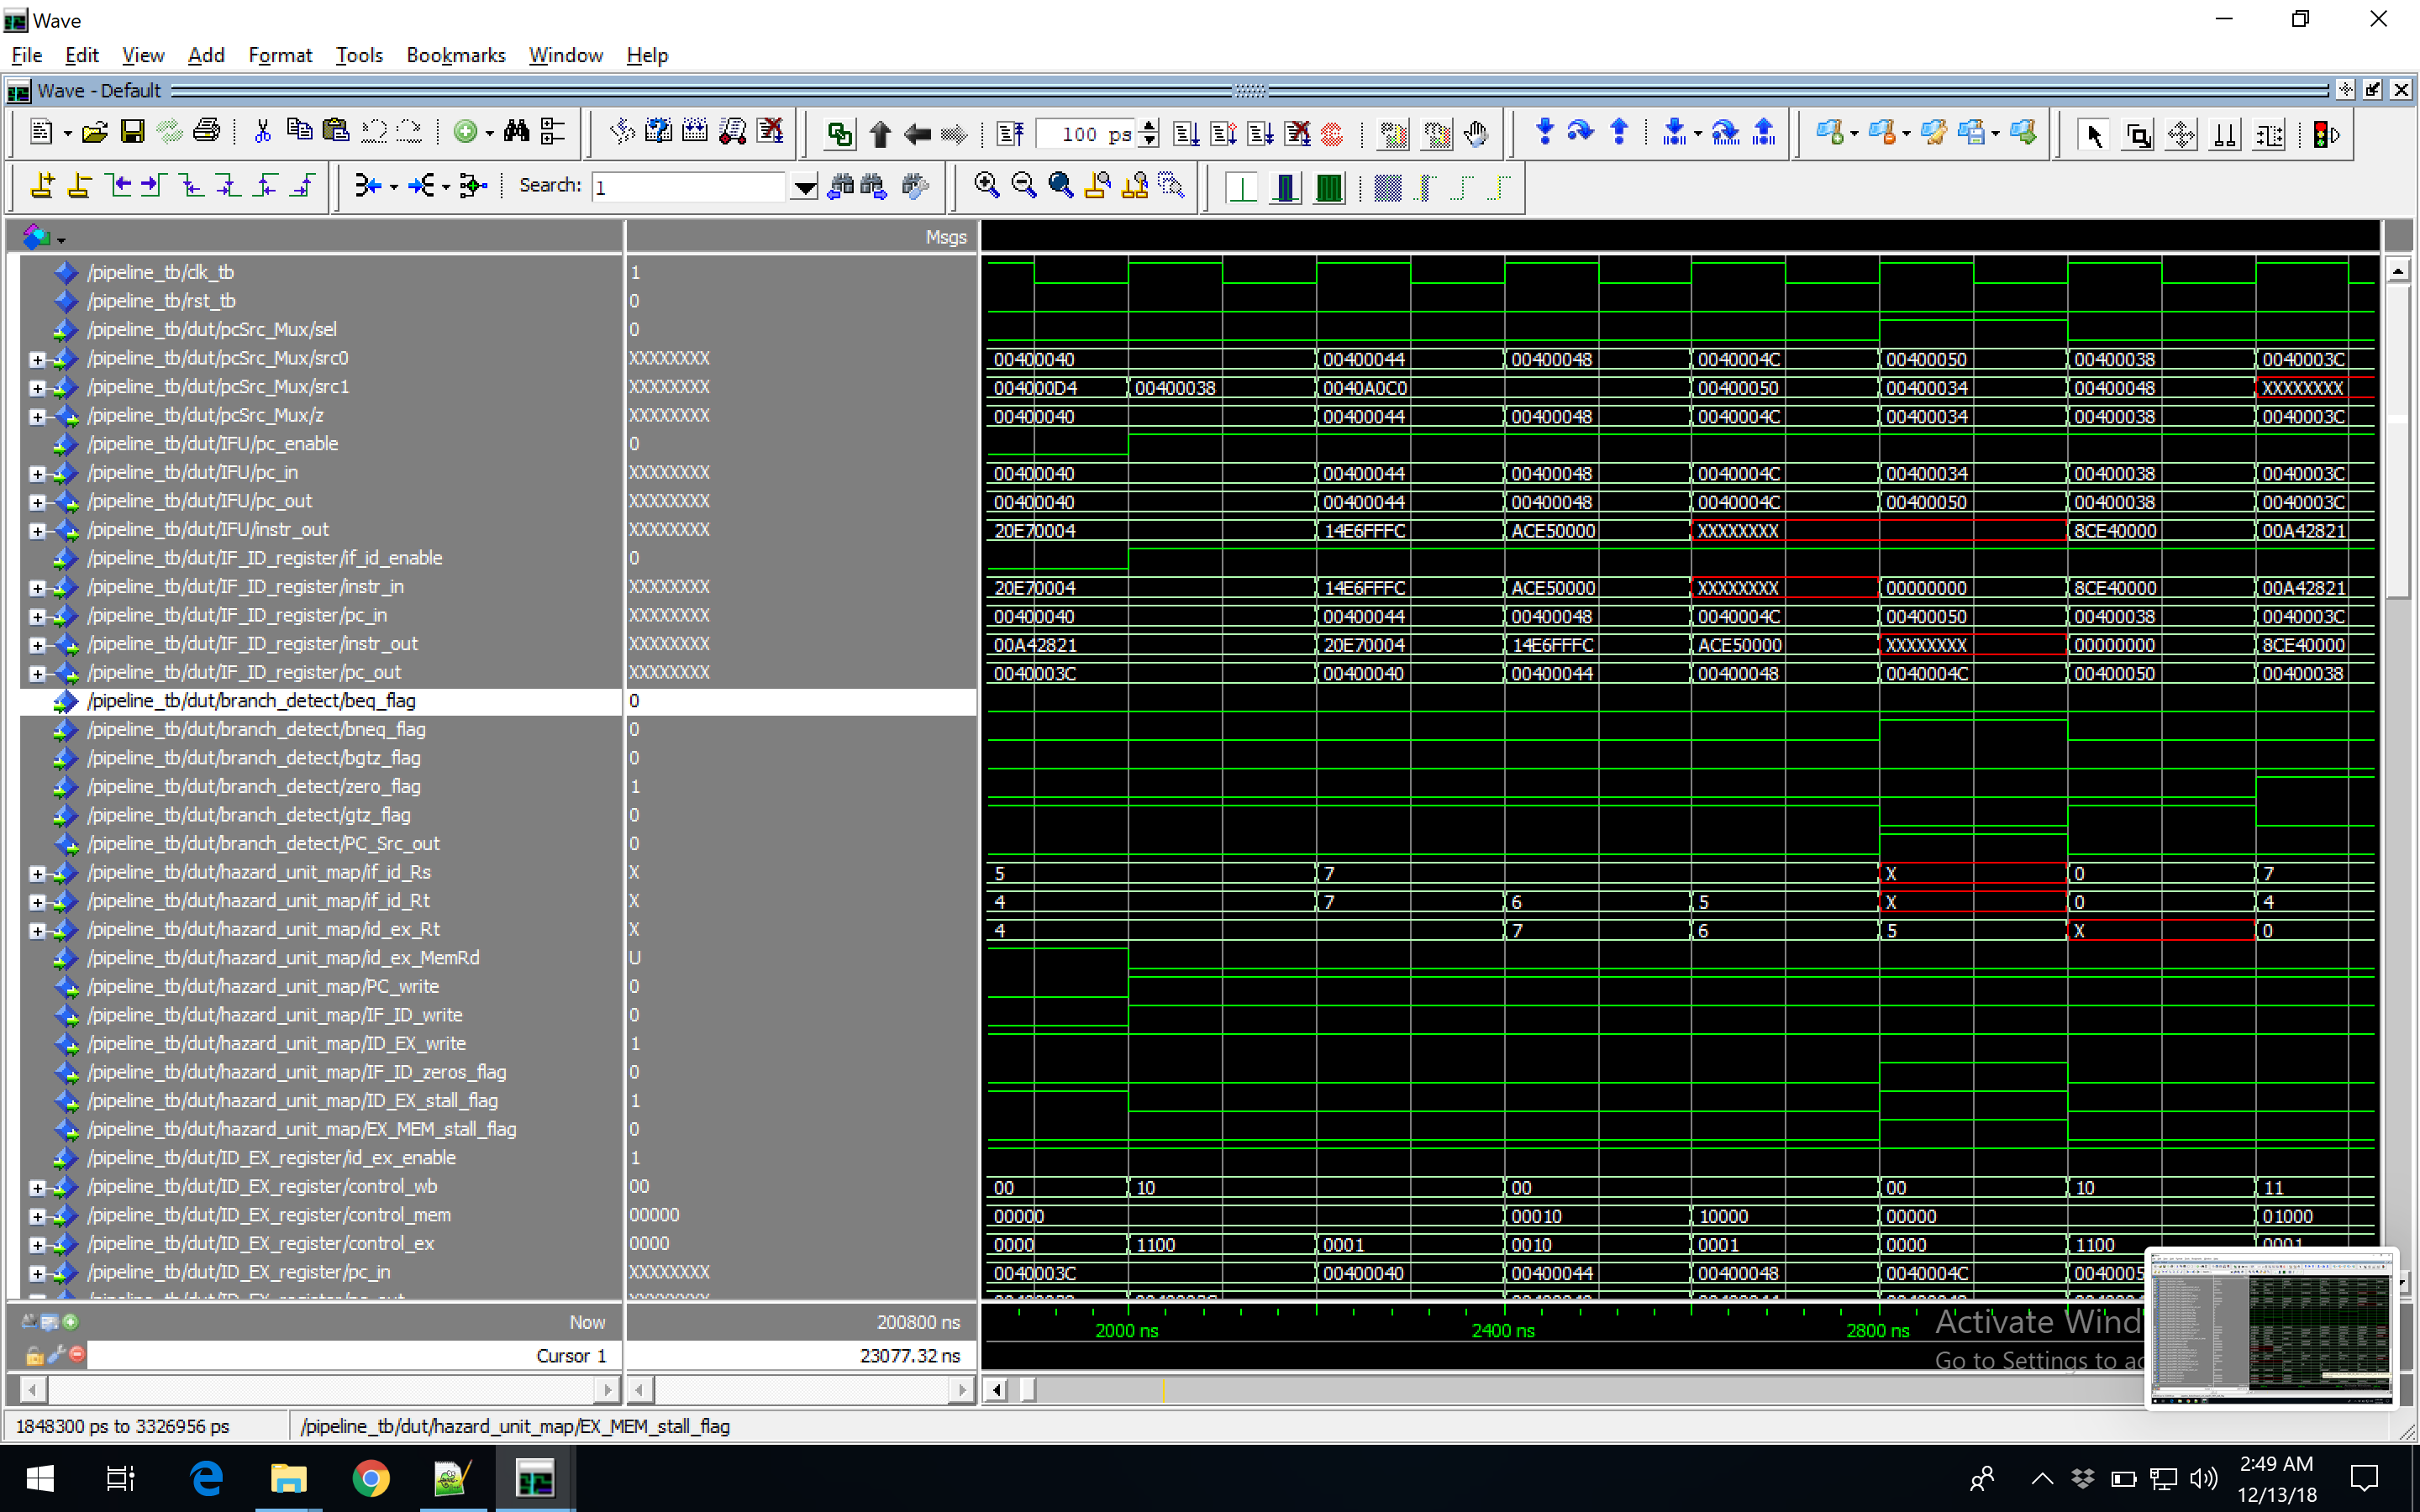 Wave
File Edit View Add Format Tools Bookmarks Window Help
Wave - Default
100 ps
Search: 1
Msgs
/pipeline_tb/clk_tb 1
/pipeline_tb/rst_tb 0
/pipeline_tb/dut/pcSrc_Mux/sel 0
/pipeline_tb/dut/pcSrc_Mux/src0 XXXXXXXX 00400040 00400044 00400048 0040004C 00400050 00400038 0040003C
/pipeline_tb/dut/pcSrc_Mux/src1 XXXXXXXX 004000D4 00400038 0040A0C0 00400050 00400034 00400048 XXXXXXXX
/pipeline_tb/dut/pcSrc_Mux/z XXXXXXXX 00400040 00400044 00400048 0040004C 00400034 00400038 0040003C
/pipeline_tb/dut/IFU/pc_enable 0
/pipeline_tb/dut/IFU/pc_in XXXXXXXX 00400040 00400044 00400048 0040004C 00400034 00400038 0040003C
/pipeline_tb/dut/IFU/pc_out XXXXXXXX 00400040 00400044 00400048 0040004C 00400050 00400038 0040003C
/pipeline_tb/dut/IFU/instr_out XXXXXXXX 20E70004 14E6FFFC ACE50000 XXXXXXXX 8CE40000 00A42821
/pipeline_tb/dut/IF_ID_register/if_id_enable 0
/pipeline_tb/dut/IF_ID_register/instr_in XXXXXXXX 20E70004 14E6FFFC ACE50000 XXXXXXXX 00000000 8CE40000 00A42821
/pipeline_tb/dut/IF_ID_register/pc_in XXXXXXXX 00400040 00400044 00400048 0040004C 00400050 00400038 0040003C
/pipeline_tb/dut/IF_ID_register/instr_out XXXXXXXX 00A42821 20E70004 14E6FFFC ACE50000 XXXXXXXX 00000000 8CE40000
/pipeline_tb/dut/IF_ID_register/pc_out XXXXXXXX 0040003C 00400040 00400044 00400048 0040004C 00400050 00400038
/pipeline_tb/dut/branch_detect/beq_flag 0
/pipeline_tb/dut/branch_detect/bneq_flag 0
/pipeline_tb/dut/branch_detect/bgtz_flag 0
/pipeline_tb/dut/branch_detect/zero_flag 1
/pipeline_tb/dut/branch_detect/gtz_flag 0
/pipeline_tb/dut/branch_detect/PC_Src_out 0
/pipeline_tb/dut/hazard_unit_map/if_id_Rs X 5 7 X 0 7
/pipeline_tb/dut/hazard_unit_map/if_id_Rt X 4 7 6 5 X 0 4
/pipeline_tb/dut/hazard_unit_map/id_ex_Rt X 4 7 6 5 X 0
/pipeline_tb/dut/hazard_unit_map/id_ex_MemRd U
/pipeline_tb/dut/hazard_unit_map/PC_write 0
/pipeline_tb/dut/hazard_unit_map/IF_ID_write 0
/pipeline_tb/dut/hazard_unit_map/ID_EX_write 1
/pipeline_tb/dut/hazard_unit_map/IF_ID_zeros_flag 0
/pipeline_tb/dut/hazard_unit_map/ID_EX_stall_flag 1
/pipeline_tb/dut/hazard_unit_map/EX_MEM_stall_flag 0
/pipeline_tb/dut/ID_EX_register/id_ex_enable 1
/pipeline_tb/dut/ID_EX_register/control_wb 00 00 10 00 00 10 11
/pipeline_tb/dut/ID_EX_register/control_mem 00000 00000 00010 10000 00000 01000
/pipeline_tb/dut/ID_EX_register/control_ex 0000 0000 1100 0001 0010 0001 0000 1100 0001
/pipeline_tb/dut/ID_EX_register/pc_in XXXXXXXX 0040003C 00400040 00400044 00400048 0040004C 0040005
Now 200800 ns 2000 ns 2400 ns 2800 ns
Activate Wind
Cursor 1 23077.32 ns
Go to Settings to ac
1848300 ps to 3326956 ps /pipeline_tb/dut/hazard_unit_map/EX_MEM_stall_flag
2:49 AM
12/13/18